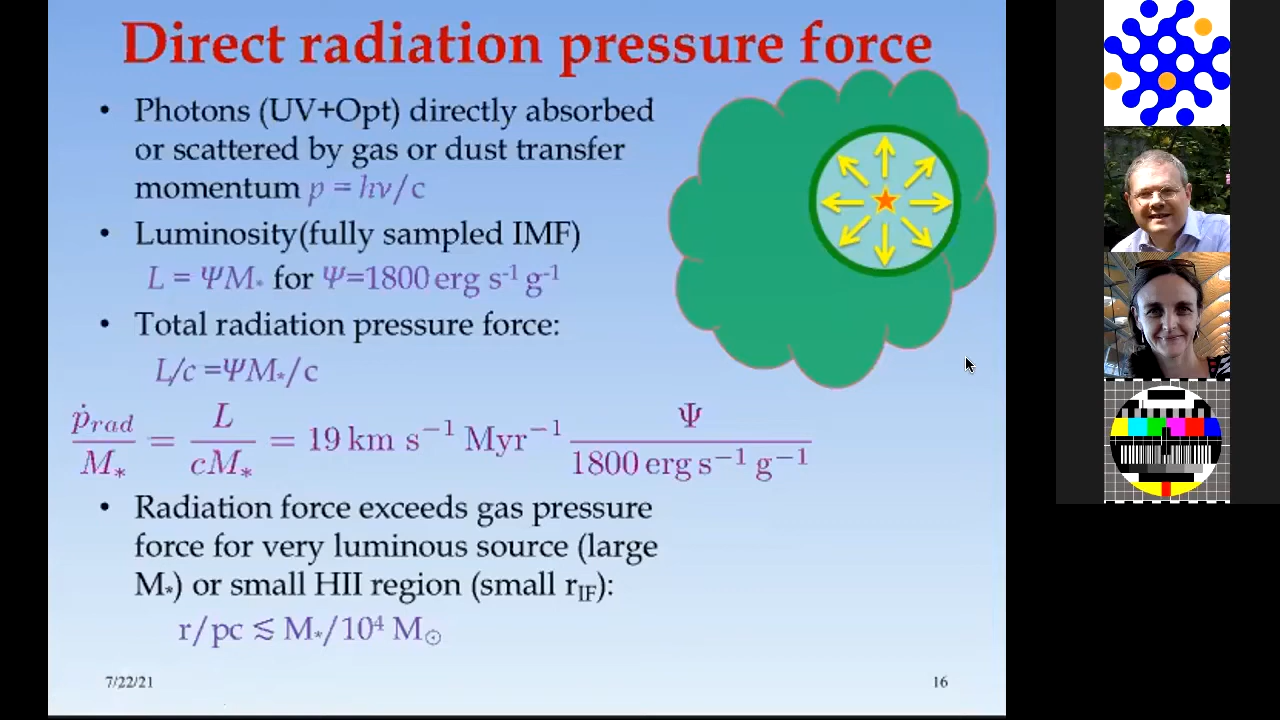 Direct radiation pressure force
• Photons (UV+Opt) directly absorbed
or scattered by gas or dust transfer
momentum p = hν/c
• Luminosity(fully sampled IMF)
L = ΨM* for Ψ=1800 erg s⁻¹ g⁻¹
• Total radiation pressure force:
L/c =ΨM*/c
ṗ_rad/M* = L/(cM*) = 19 km s⁻¹ Myr⁻¹ Ψ/(1800 erg s⁻¹ g⁻¹)
• Radiation force exceeds gas pressure
force for very luminous source (large
M*) or small HII region (small r_IF):
r/pc ≲ M*/10⁴ M☉
7/22/21
16